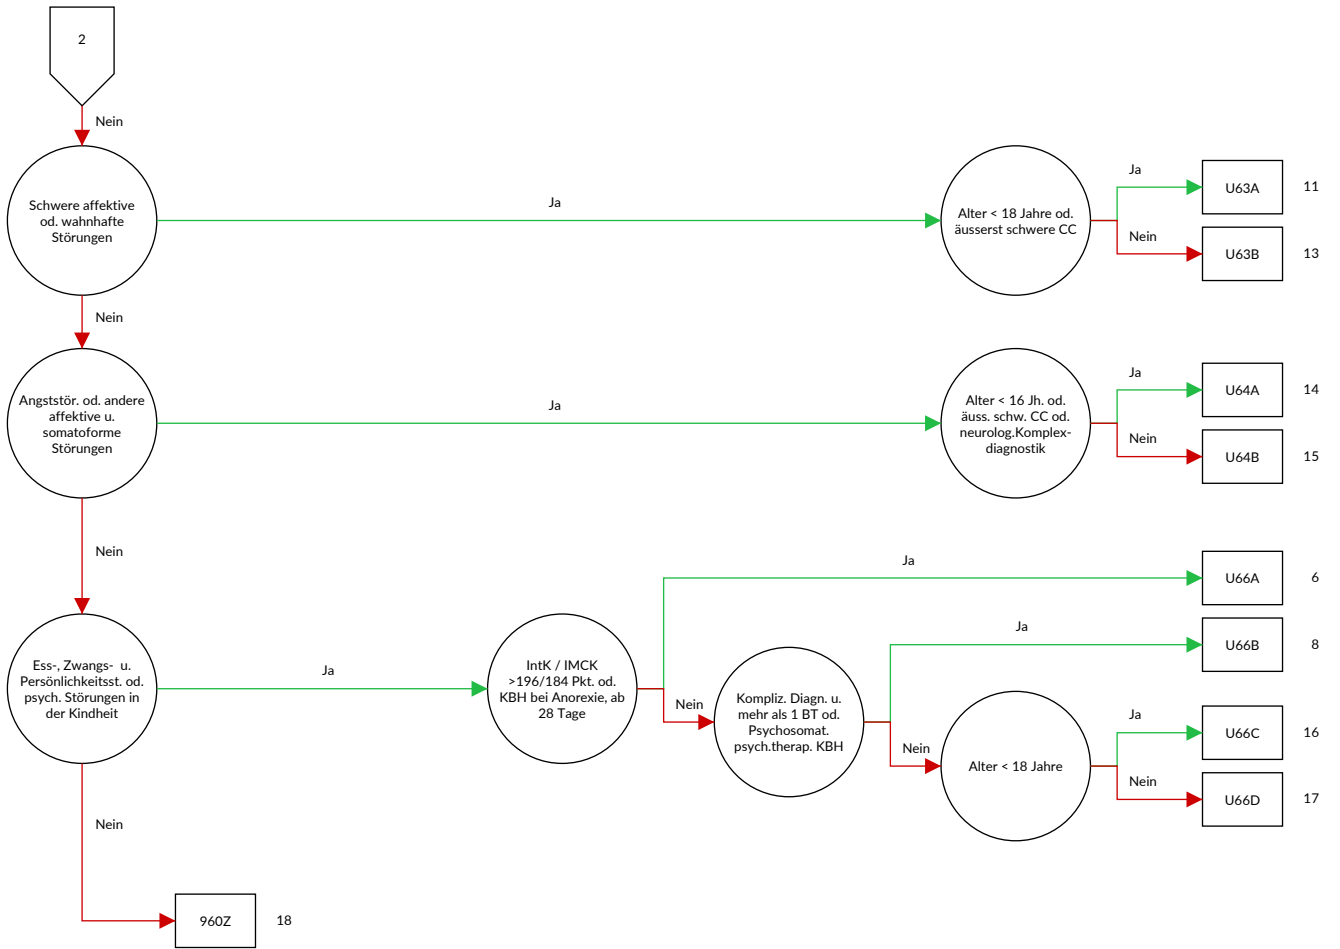 2
Nein
Schwere affektive
od. wahnhafte
Störungen
Ja
Alter < 18 Jahre od.
äusserst schwere CC
Ja
U63A
11
Nein
U63B
13
Nein
Angststör. od. andere
affektive u.
somatoforme
Störungen
Ja
Alter < 16 Jh. od.
äuss. schw. CC od.
neurolog.Komplex-
diagnostik
Ja
U64A
14
Nein
U64B
15
Nein
Ess-, Zwangs- u.
Persönlichkeitsst. od.
psych. Störungen in
der Kindheit
Ja
IntK / IMCK
>196/184 Pkt. od.
KBH bei Anorexie, ab
28 Tage
Ja
U66A
6
Nein
Kompliz. Diagn. u.
mehr als 1 BT od.
Psychosomat.
psych.therap. KBH
Ja
U66B
8
Nein
Alter < 18 Jahre
Ja
U66C
16
Nein
U66D
17
Nein
960Z
18